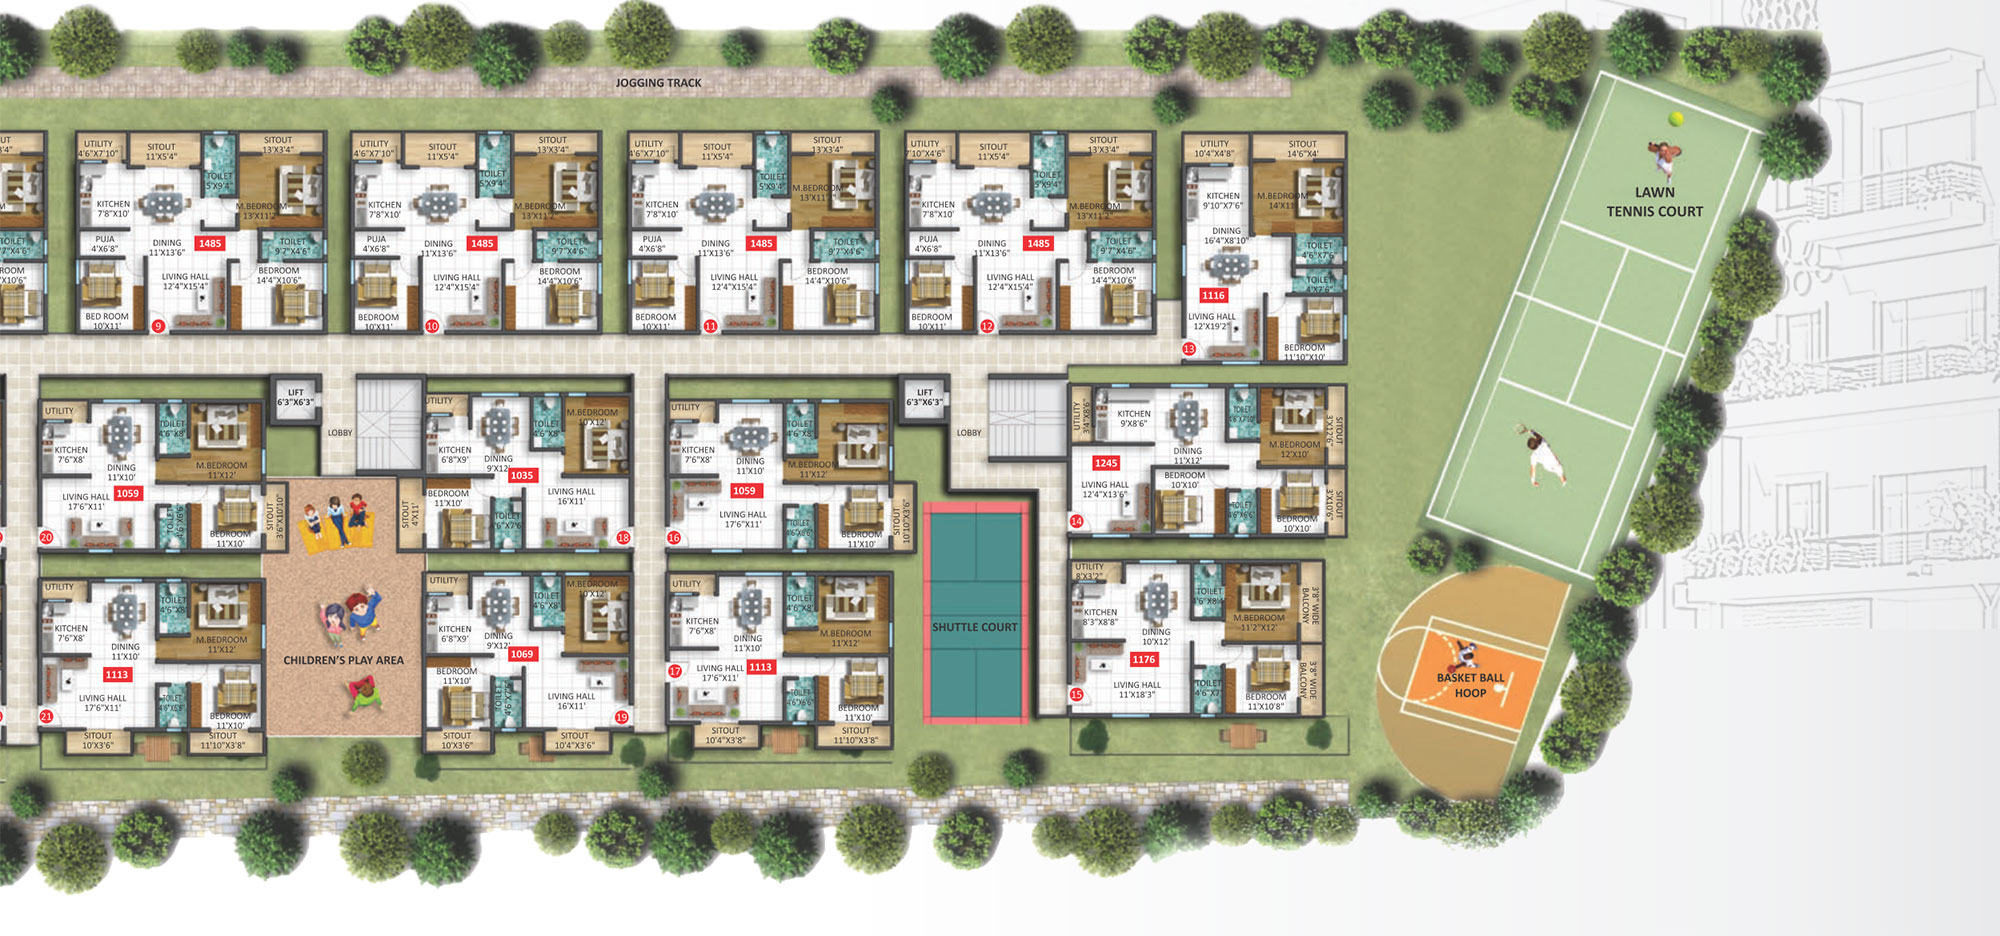 JOGGING TRACK
UTILITY
4'6"X7'10"
SITOUT
11'X5'4"
SITOUT
13'X3'4"
TOILET
5'X9'4"
KITCHEN
7'8"X10'
M.BEDROOM
13'X11'2"
PUJA
4'X6'8"
DINING
11'X13'6"
1485
TOILET
9'7"X4'6"
LIVING HALL
12'4"X15'4"
BEDROOM
14'4"X10'6"
BED ROOM
10'X11'
9
UTILITY
4'6"X7'10"
SITOUT
11'X5'4"
SITOUT
13'X3'4"
TOILET
5'X9'4"
KITCHEN
7'8"X10'
M.BEDROOM
13'X11'2"
PUJA
4'X6'8"
DINING
11'X13'6"
1485
TOILET
9'7"X4'6"
LIVING HALL
12'4"X15'4"
BEDROOM
14'4"X10'6"
BEDROOM
10'X11'
10
UTILITY
4'6"X7'10"
SITOUT
11'X5'4"
SITOUT
13'X3'4"
TOILET
5'X9'4"
KITCHEN
7'8"X10'
M.BEDROOM
13'X11'2"
PUJA
4'X6'8"
DINING
11'X13'6"
1485
TOILET
9'7"X4'6"
LIVING HALL
12'4"X15'4"
BEDROOM
14'4"X10'6"
BEDROOM
10'X11'
11
UTILITY
7'10"X4'6"
SITOUT
11'X5'4"
SITOUT
13'X3'4"
TOILET
5'X9'4"
KITCHEN
7'8"X10'
M.BEDROOM
13'X11'2"
PUJA
4'X6'8"
DINING
11'X13'6"
1485
TOILET
9'7"X4'6"
LIVING HALL
12'4"X15'4"
BEDROOM
14'4"X10'6"
BEDROOM
10'X11'
12
UTILITY
10'4"X4'8"
SITOUT
14'6"X4'
KITCHEN
9'10"X7'6"
M.BEDROOM
14'X11'
DINING
16'4"X8'10"
TOILET
4'6"X7'6"
TOILET
4'X7'6"
1116
LIVING HALL
12'X19'2"
BEDROOM
11'10"X10'
13
LAWN
TENNIS COURT
UTILITY
KITCHEN
7'6"X8'
TOILET
4'6"X8'
M.BEDROOM
11'X12'
DINING
11'X10'
1059
LIVING HALL
17'6"X11'
TOILET
4'6"X6'6"
BEDROOM
11'X10'
SITOUT
3'6"X10'10"
20
LIFT
6'3"X6'3"
LOBBY
UTILITY
KITCHEN
6'8"X9'
TOILET
4'6"X8'
M.BEDROOM
10'X12'
DINING
9'X12'
1035
BEDROOM
11'X10'
TOILET
LIVING HALL
16'X11'
SITOUT
4'X11'
18
UTILITY
KITCHEN
7'6"X8'
TOILET
4'6"X8'
M.BEDROOM
11'X12'
DINING
11'X10'
1059
LIVING HALL
17'6"X11'
TOILET
4'6"X6'6"
BEDROOM
11'X10'
SITOUT
10'10"X3'6"
16
LIFT
6'3"X6'3"
LOBBY
UTILITY
3'4"X8'6"
KITCHEN
9'X8'6"
TOILET
M.BEDROOM
12'X10'
SITOUT
3'X12'6"
DINING
11'X12'
1245
LIVING HALL
12'4"X13'6"
BEDROOM
10'X10'
TOILET
4'6"X6'6"
BEDROOM
10'X10'
SITOUT
3'X10'6"
14
UTILITY
KITCHEN
7'6"X8'
TOILET
4'6"X8'
M.BEDROOM
11'X12'
DINING
11'X10'
1113
LIVING HALL
17'6"X11'
TOILET
4'6"X6'8"
BEDROOM
11'X10'
21
SITOUT
10'X3'6"
SITOUT
11'10"X3'8"
CHILDREN'S PLAY AREA
UTILITY
KITCHEN
6'8"X9'
TOILET
4'6"X8'
M.BEDROOM
10'X12'
DINING
9'X12'
1069
BEDROOM
11'X10'
TOILET
LIVING HALL
16'X11'
19
SITOUT
10'X3'6"
SITOUT
10'4"X3'6"
UTILITY
KITCHEN
7'6"X8'
TOILET
4'6"X8'
M.BEDROOM
11'X12'
DINING
11'X10'
1113
LIVING HALL
17'6"X11'
TOILET
4'6"X6'6"
BEDROOM
11'X10'
17
SITOUT
10'4"X3'8"
SITOUT
11'10"X3'8"
SHUTTLE COURT
UTILITY
8'X3'2"
KITCHEN
8'3"X8'8"
TOILET
4'6"X8'4"
M.BEDROOM
11'2"X12'
3'8" WIDE
BALCONY
DINING
10'X12'
1176
LIVING HALL
11'X18'3"
TOILET
4'6"X7'
BEDROOM
11'X10'8"
3'8" WIDE
BALCONY
15
BASKET BALL
HOOP